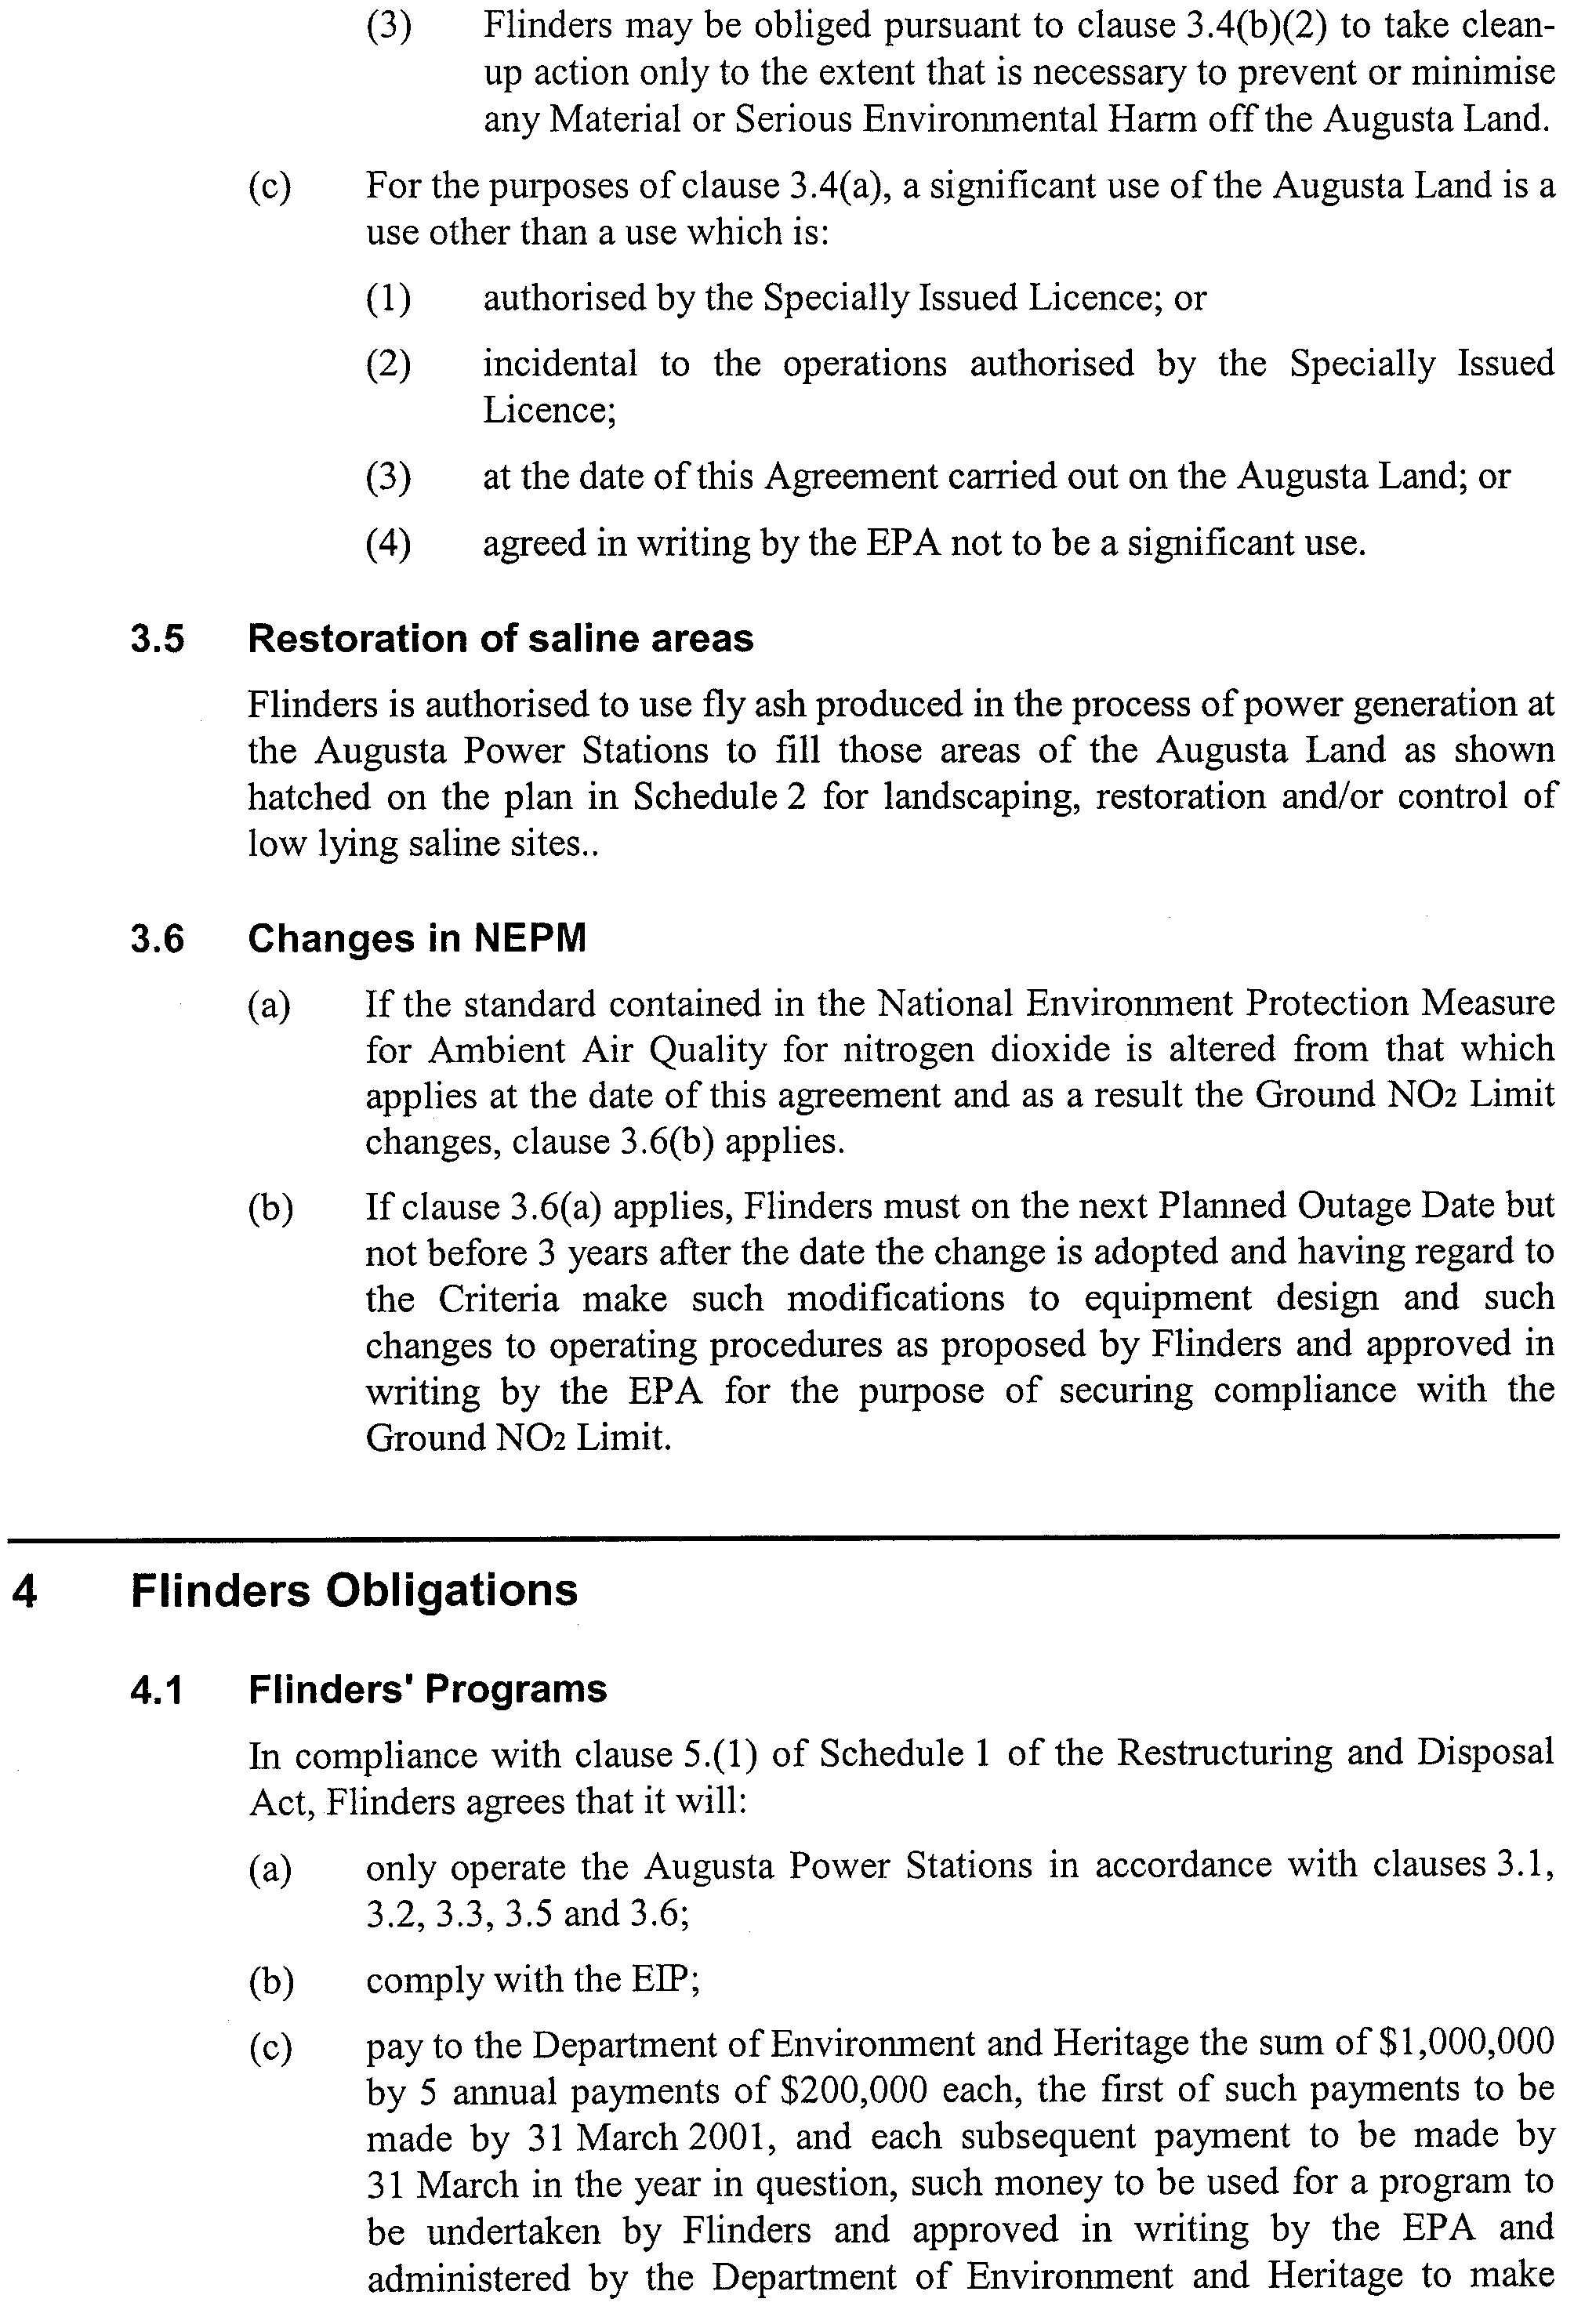 (3) Flinders may be obliged pursuant to clause 3.4(b)(2) to take clean-
up action only to the extent that is necessary to prevent or minimise
any Material or Serious Environmental Harm off the Augusta Land.
(c) For the purposes of clause 3.4(a), a significant use of the Augusta Land is a
use other than a use which is:
(1) authorised by the Specially Issued Licence; or
(2) incidental to the operations authorised by the Specially Issued
Licence;
(3) at the date of this Agreement carried out on the Augusta Land; or
(4) agreed in writing by the EPA not to be a significant use.
3.5 Restoration of saline areas
Flinders is authorised to use fly ash produced in the process of power generation at
the Augusta Power Stations to fill those areas of the Augusta Land as shown
hatched on the plan in Schedule 2 for landscaping, restoration and/or control of
low lying saline sites..
3.6 Changes in NEPM
(a) If the standard contained in the National Environment Protection Measure
for Ambient Air Quality for nitrogen dioxide is altered from that which
applies at the date of this agreement and as a result the Ground NO2 Limit
changes, clause 3.6(b) applies.
(b) If clause 3.6(a) applies, Flinders must on the next Planned Outage Date but
not before 3 years after the date the change is adopted and having regard to
the Criteria make such modifications to equipment design and such
changes to operating procedures as proposed by Flinders and approved in
writing by the EPA for the purpose of securing compliance with the
Ground NO2 Limit.
4 Flinders Obligations
4.1 Flinders' Programs
In compliance with clause 5.(1) of Schedule 1 of the Restructuring and Disposal
Act, Flinders agrees that it will:
(a) only operate the Augusta Power Stations in accordance with clauses 3.1,
3.2, 3.3, 3.5 and 3.6;
(b) comply with the EIP;
(c) pay to the Department of Environment and Heritage the sum of $1,000,000
by 5 annual payments of $200,000 each, the first of such payments to be
made by 31 March 2001, and each subsequent payment to be made by
31 March in the year in question, such money to be used for a program to
be undertaken by Flinders and approved in writing by the EPA and
administered by the Department of Environment and Heritage to make